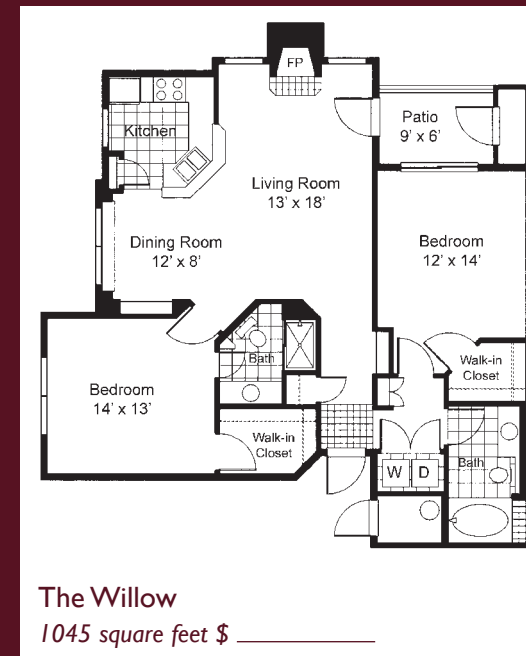 FP
Kitchen
Patio
9' x 6'
Living Room
13' x 18'
Dining Room
12' x 8'
Bedroom
12' x 14'
Bath
Walk-in
Closet
Bedroom
14' x 13'
Walk-in
Closet
W D
Bath
The Willow
1045 square feet $ ____________